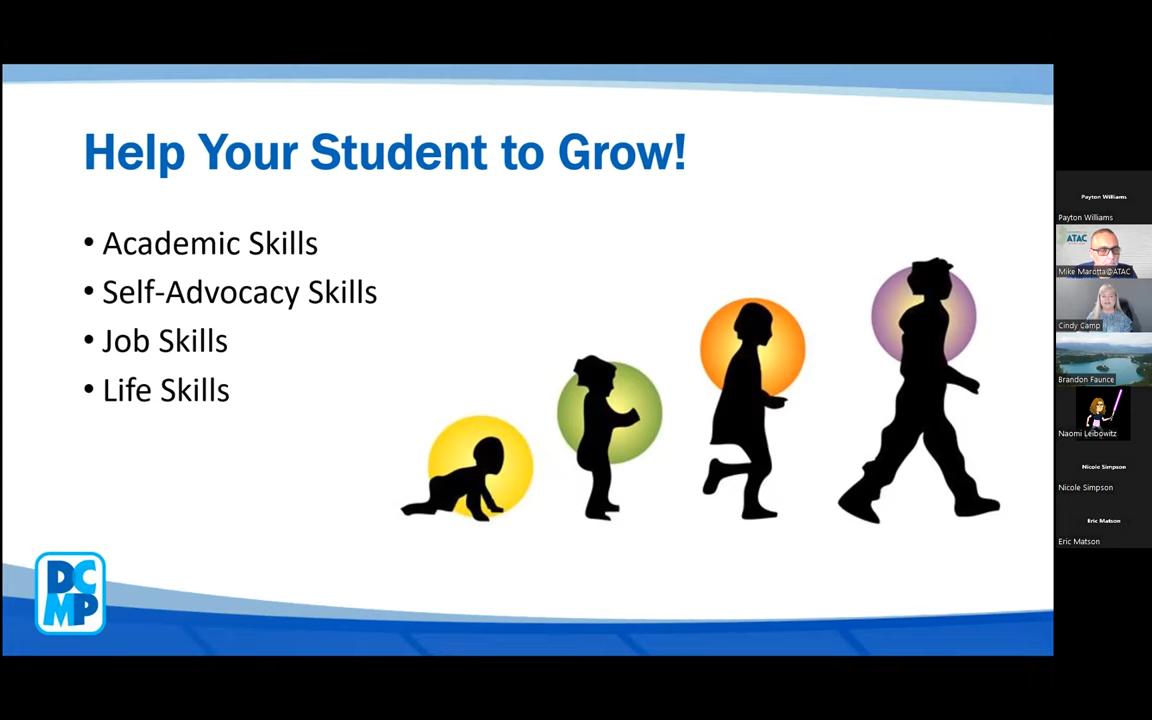 Help Your Student to Grow!
• Academic Skills
• Self-Advocacy Skills
• Job Skills
• Life Skills
DC
MP
Payton Williams
Payton Williams
ATAC
Mike Marotta@ATAC
Cindy Camp
Brandon Faunce
Naomi Leibowitz
Nicole Simpson
Nicole Simpson
Eric Matson
Eric Matson